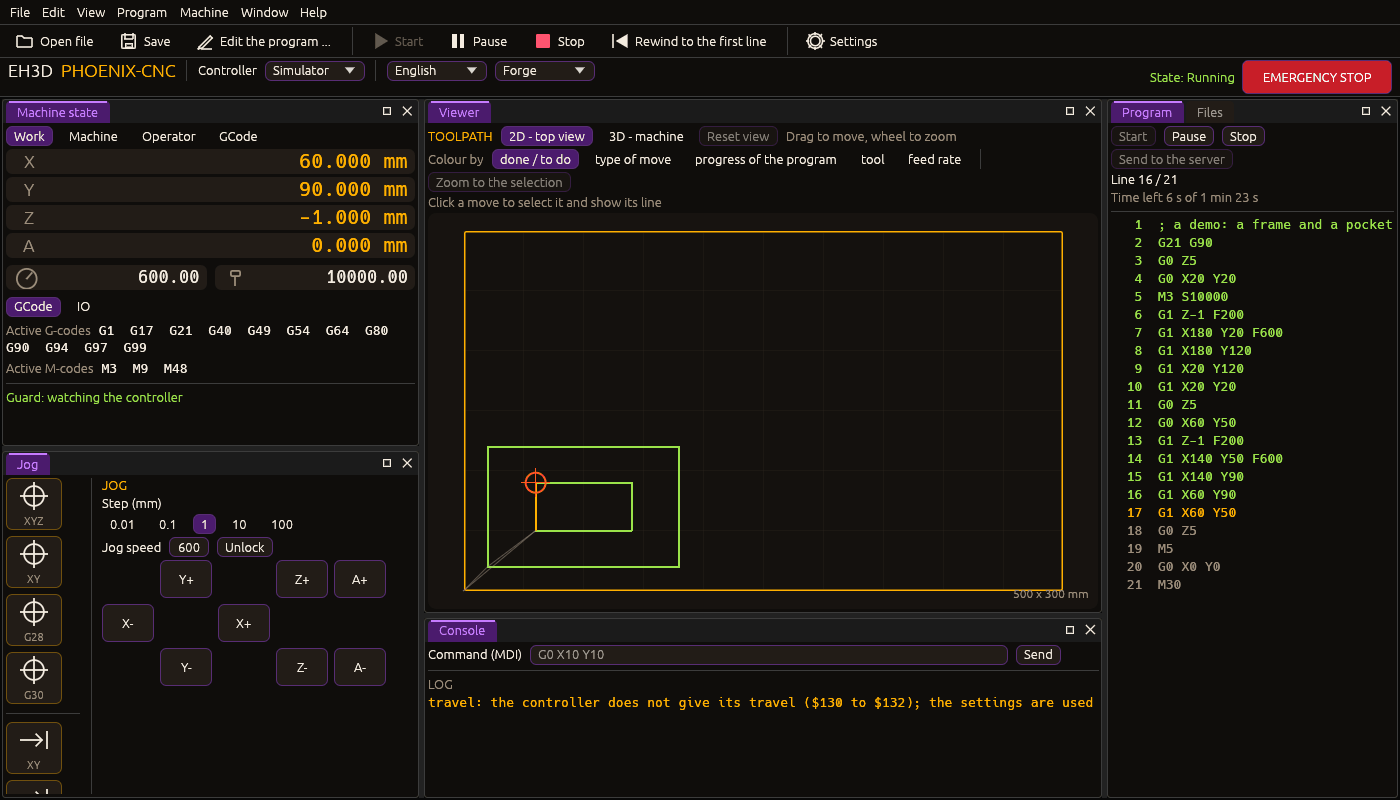 File Edit View Program Machine Window Help
Open file Save Edit the program ... Start Pause Stop Rewind to the first line Settings
EH3D PHOENIX-CNC Controller Simulator English Forge State: Running EMERGENCY STOP
Machine state
Work Machine Operator GCode
X 60.000 mm
Y 90.000 mm
Z -1.000 mm
A 0.000 mm
600.00 10000.00
GCode IO
Active G-codes G1 G17 G21 G40 G49 G54 G64 G80
G90 G94 G97 G99
Active M-codes M3 M9 M48
Guard: watching the controller
Jog
XYZ
XY
G28
G30
XY
JOG
Step (mm)
0.01 0.1 1 10 100
Jog speed 600 Unlock
Y+ Z+ A+
X- X+
Y- Z- A-
Viewer
TOOLPATH 2D - top view 3D - machine Reset view Drag to move, wheel to zoom
Colour by done / to do type of move progress of the program tool feed rate
Zoom to the selection
Click a move to select it and show its line
500 x 300 mm
Console
Command (MDI) G0 X10 Y10 Send
LOG
travel: the controller does not give its travel ($130 to $132); the settings are used
Program Files
Start Pause Stop
Send to the server
Line 16 / 21
Time left 6 s of 1 min 23 s
1 ; a demo: a frame and a pocket
2 G21 G90
3 G0 Z5
4 G0 X20 Y20
5 M3 S10000
6 G1 Z-1 F200
7 G1 X180 Y20 F600
8 G1 X180 Y120
9 G1 X20 Y120
10 G1 X20 Y20
11 G0 Z5
12 G0 X60 Y50
13 G1 Z-1 F200
14 G1 X140 Y50 F600
15 G1 X140 Y90
16 G1 X60 Y90
17 G1 X60 Y50
18 G0 Z5
19 M5
20 G0 X0 Y0
21 M30